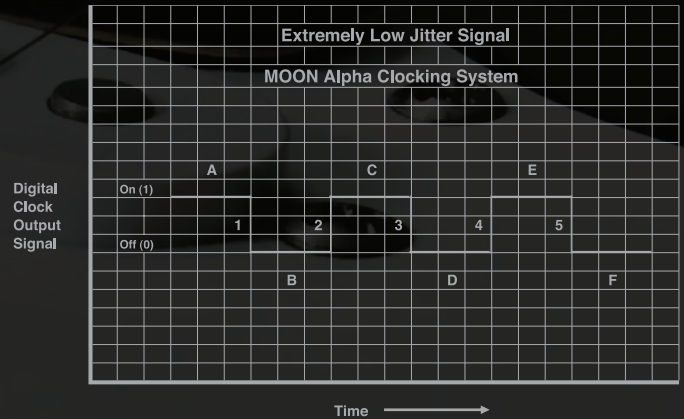 Extremely Low Jitter Signal
MOON Alpha Clocking System
A C E
Digital
Clock
Output
Signal
On (1)
1 2 3 4 5
Off (0)
B D F
Time